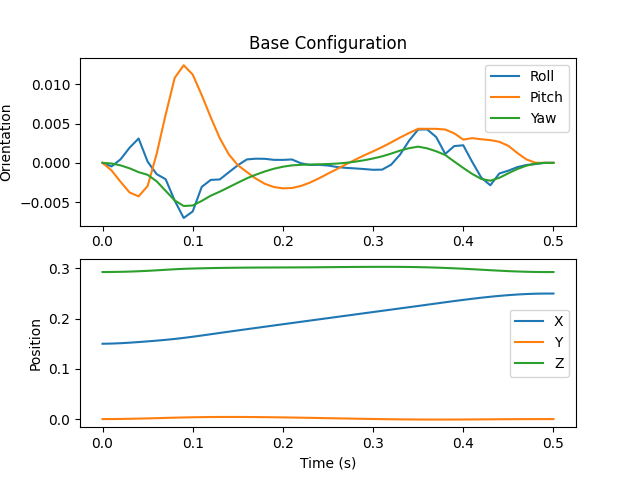 Base Configuration
Orientation
0.010
0.005
0.000
−0.005
Roll
Pitch
Yaw
0.0 0.1 0.2 0.3 0.4 0.5
Position
0.3
0.2
0.1
0.0
X
Y
Z
0.0 0.1 0.2 0.3 0.4 0.5
Time (s)